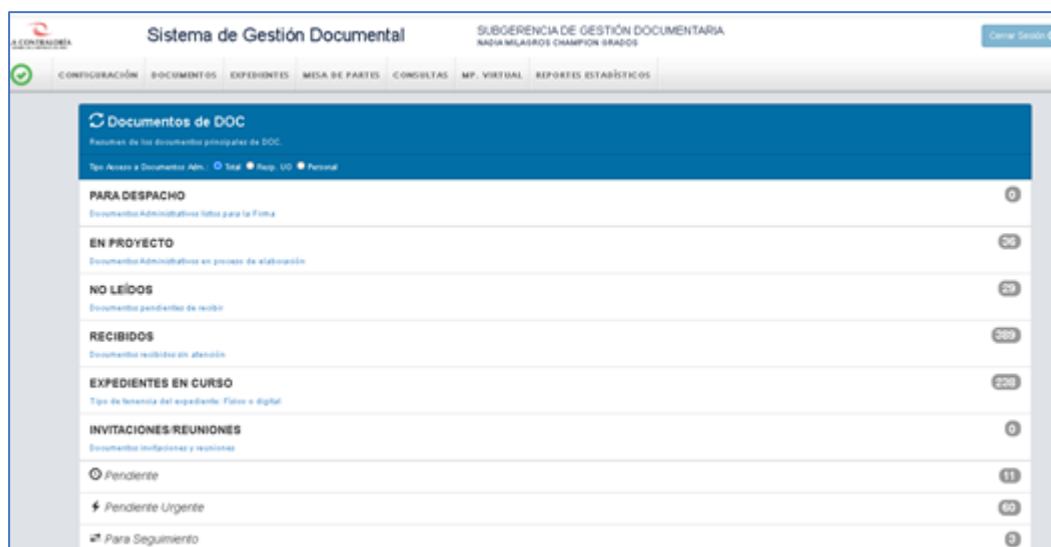 LA CONTRALORÍA
Sistema de Gestión Documental
SUBGERENCIA DE GESTIÓN DOCUMENTARIA
NADIA MILAGROS CHAMPION GRADOS
Cerrar Sesión
CONFIGURACIÓN DOCUMENTOS EXPEDIENTES MESA DE PARTES CONSULTAS MP. VIRTUAL REPORTES ESTADÍSTICOS
Documentos de DOC
Resumen de los documentos principales de DOC.
Tipo Acceso a Documentos Adm.: Total Resp. UO Personal
PARA DESPACHO 0
Documentos Administrativos listos para la Firma
EN PROYECTO 36
Documentos Administrativos en proceso de elaboración
NO LEÍDOS 29
Documentos pendientes de recibir
RECIBIDOS 389
Documentos recibidos sin atención
EXPEDIENTES EN CURSO 238
Tipo de tenencia del expediente: Físico o digital
INVITACIONES/REUNIONES 0
Documentos invitaciones y reuniones
Pendiente 11
Pendiente Urgente 60
Para Seguimiento 3